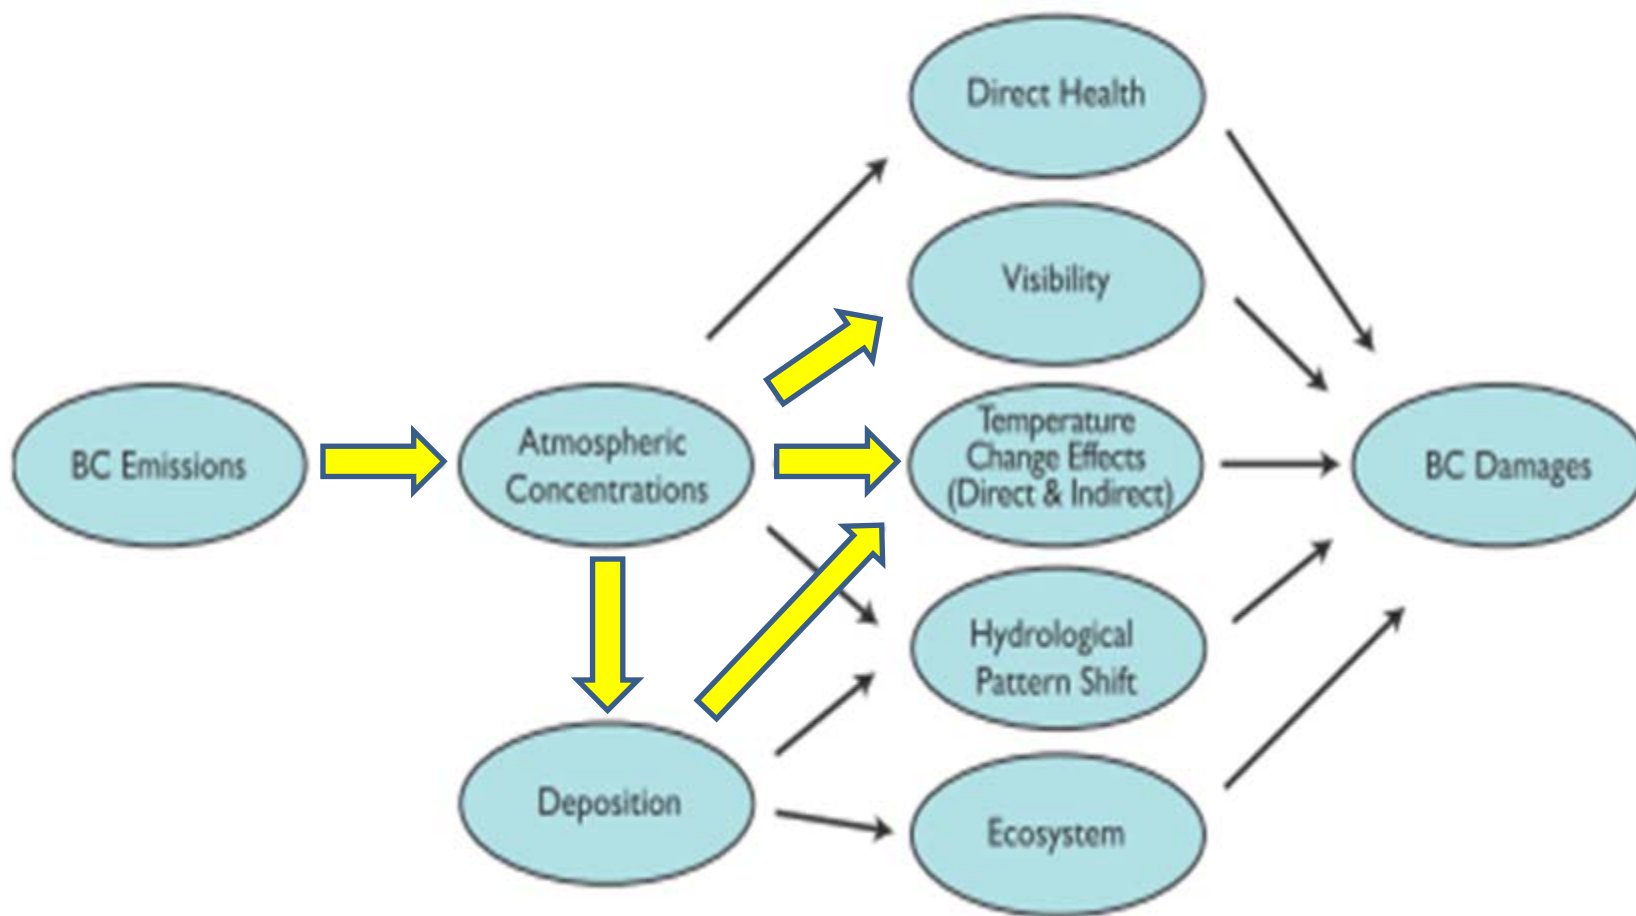 Direct Health
Visibility
BC Emissions
Atmospheric
Concentrations
Temperature
Change Effects
(Direct & Indirect)
BC Damages
Hydrological
Pattern Shift
Deposition
Ecosystem